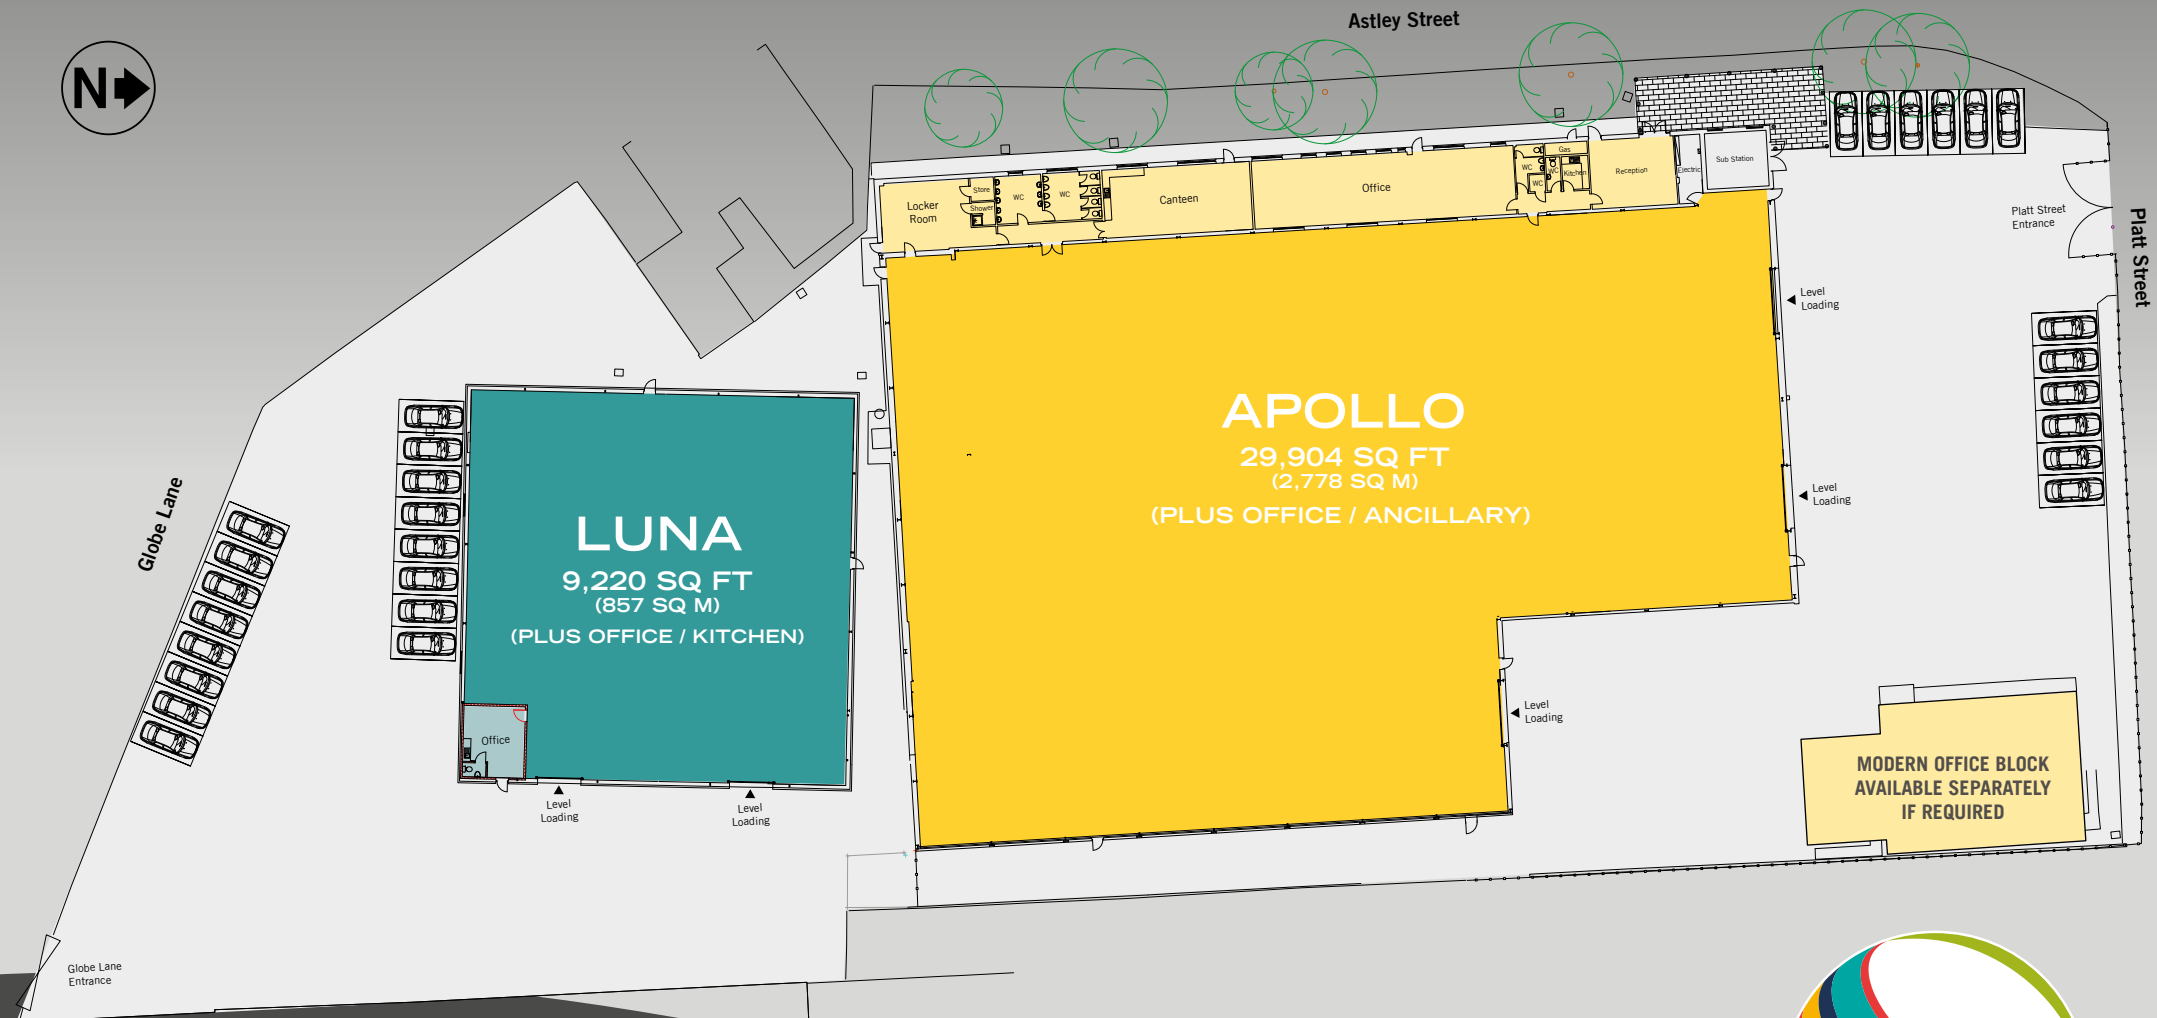 Astley Street
N
Locker
Room
Store
Shower
WC
WC
Canteen
Office
WC
WC
WC
Gas
Kitchen
Reception
Electric
Sub Station
Platt Street
Entrance
Platt Street
Level
Loading
Level
Loading
Level
Loading
APOLLO
29,904 SQ FT
(2,778 SQ M)
(PLUS OFFICE / ANCILLARY)
LUNA
9,220 SQ FT
(857 SQ M)
(PLUS OFFICE / KITCHEN)
Office
Level
Loading
Level
Loading
Globe Lane
Globe Lane
Entrance
MODERN OFFICE BLOCK
AVAILABLE SEPARATELY
IF REQUIRED